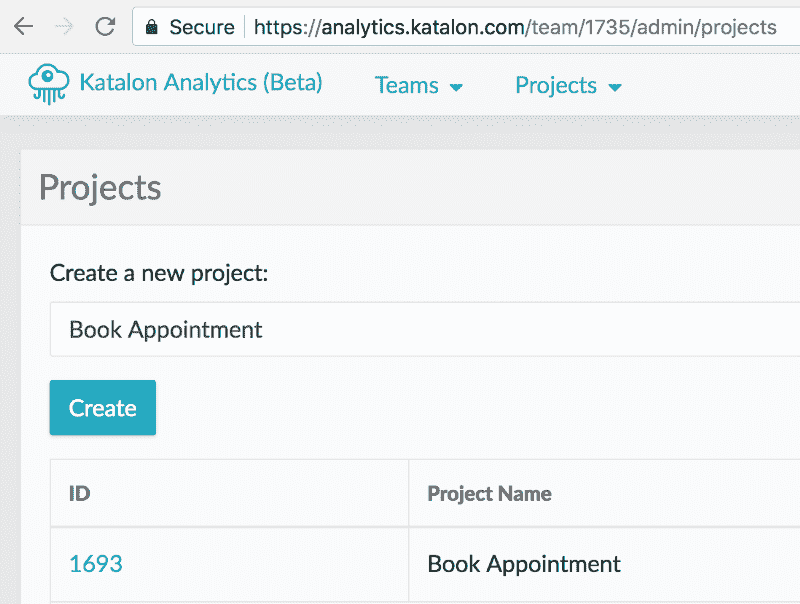 Secure https://analytics.katalon.com/team/1735/admin/projects
Katalon Analytics (Beta) Teams Projects
Projects
Create a new project:
Book Appointment
Create
ID Project Name
1693 Book Appointment